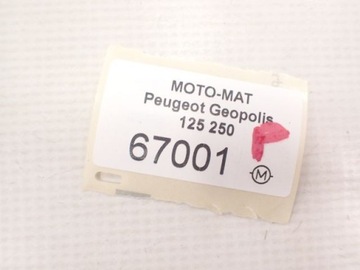 MOTO-MAT
Peugeot Geopolis
125 250
67001
M